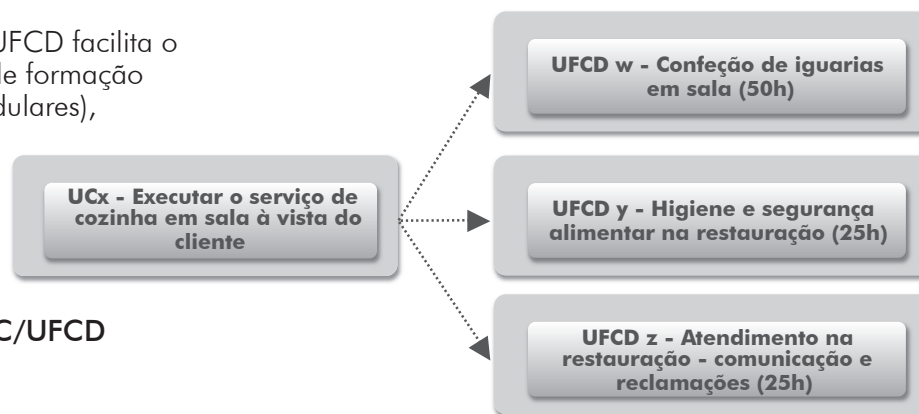 UFCD facilita o
de formação
dulares),
UCx - Executar o serviço de
cozinha em sala à vista do
cliente
C/UFCD
UFCD w - Confeção de iguarias
em sala (50h)
UFCD y - Higiene e segurança
alimentar na restauração (25h)
UFCD z - Atendimento na
restauração - comunicação e
reclamações (25h)